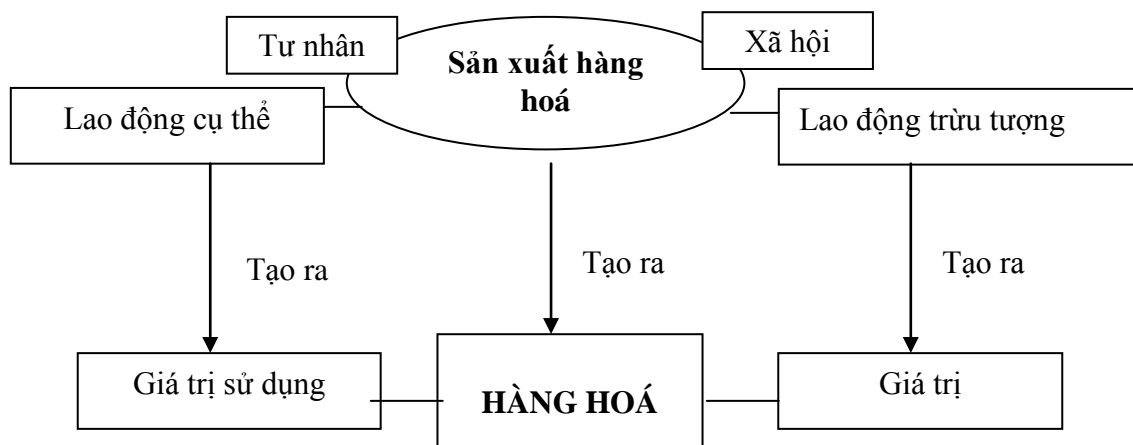 Tư nhân
Xã hội
Sản xuất hàng
hoá
Lao động cụ thể
Lao động trừu tượng
Tạo ra
Tạo ra
Tạo ra
Giá trị sử dụng
HÀNG HOÁ
Giá trị